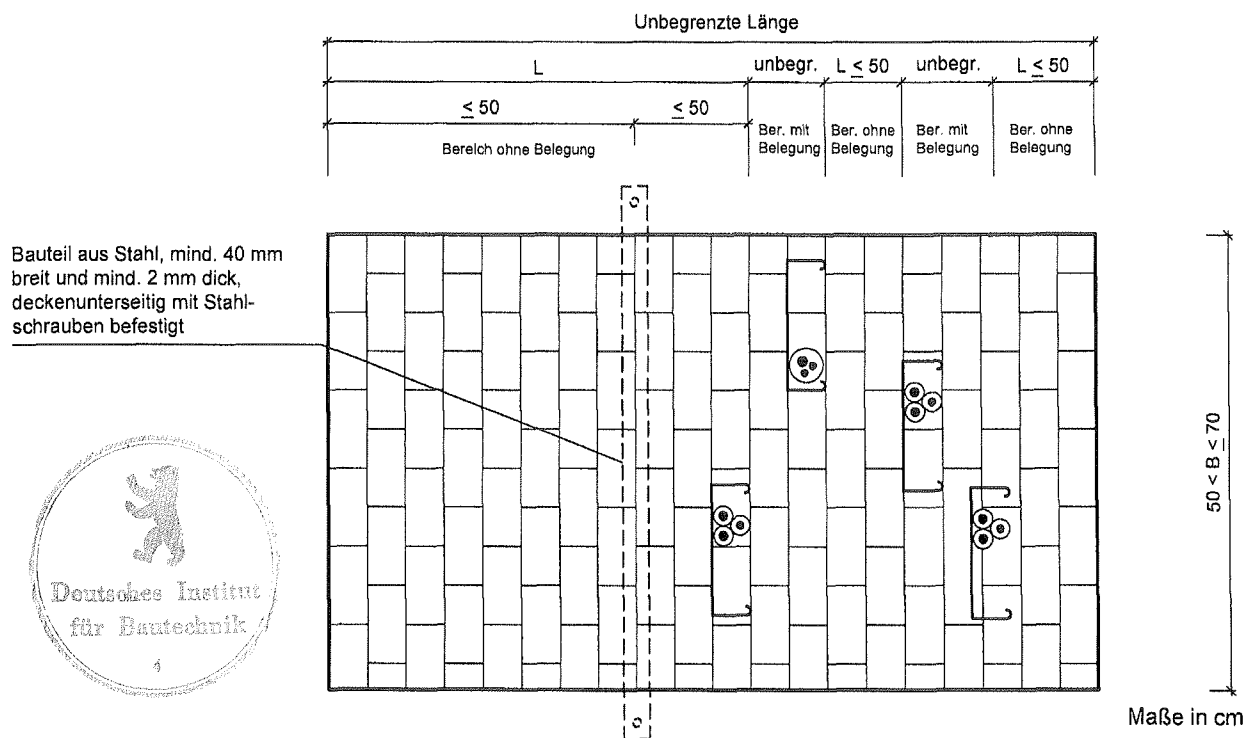 Unbegrenzte Länge
L
unbegr.
L ≤ 50
unbegr.
L ≤ 50
≤ 50
≤ 50
Bereich ohne Belegung
Ber. mit
Belegung
Ber. ohne
Belegung
Ber. mit
Belegung
Ber. ohne
Belegung
Bauteil aus Stahl, mind. 40 mm
breit und mind. 2 mm dick,
deckenunterseitig mit Stahl-
schrauben befestigt
50 < B ≤ 70
Deutsches Institut
für Bautechnik
4
Maße in cm